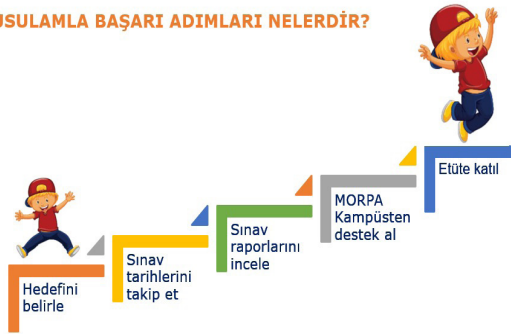 USULAMLA BAŞARI ADIMLARI NELERDİR?
Etüte katıl
MORPA
Kampüsten
destek al
Sınav
raporlarını
incele
Sınav
tarihlerini
takip et
Hedefini
belirle